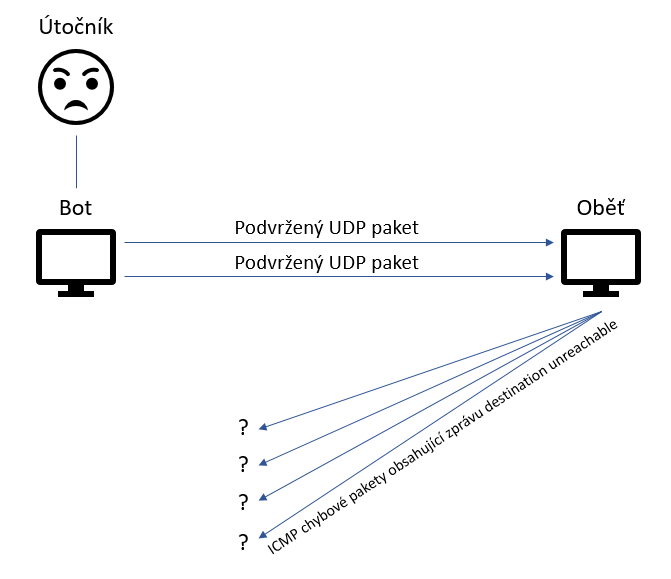 Útočník
Bot
Oběť
Podvržený UDP paket
Podvržený UDP paket
?
?
?
?
ICMP chybové pakety obsahující zprávu destination unreachable